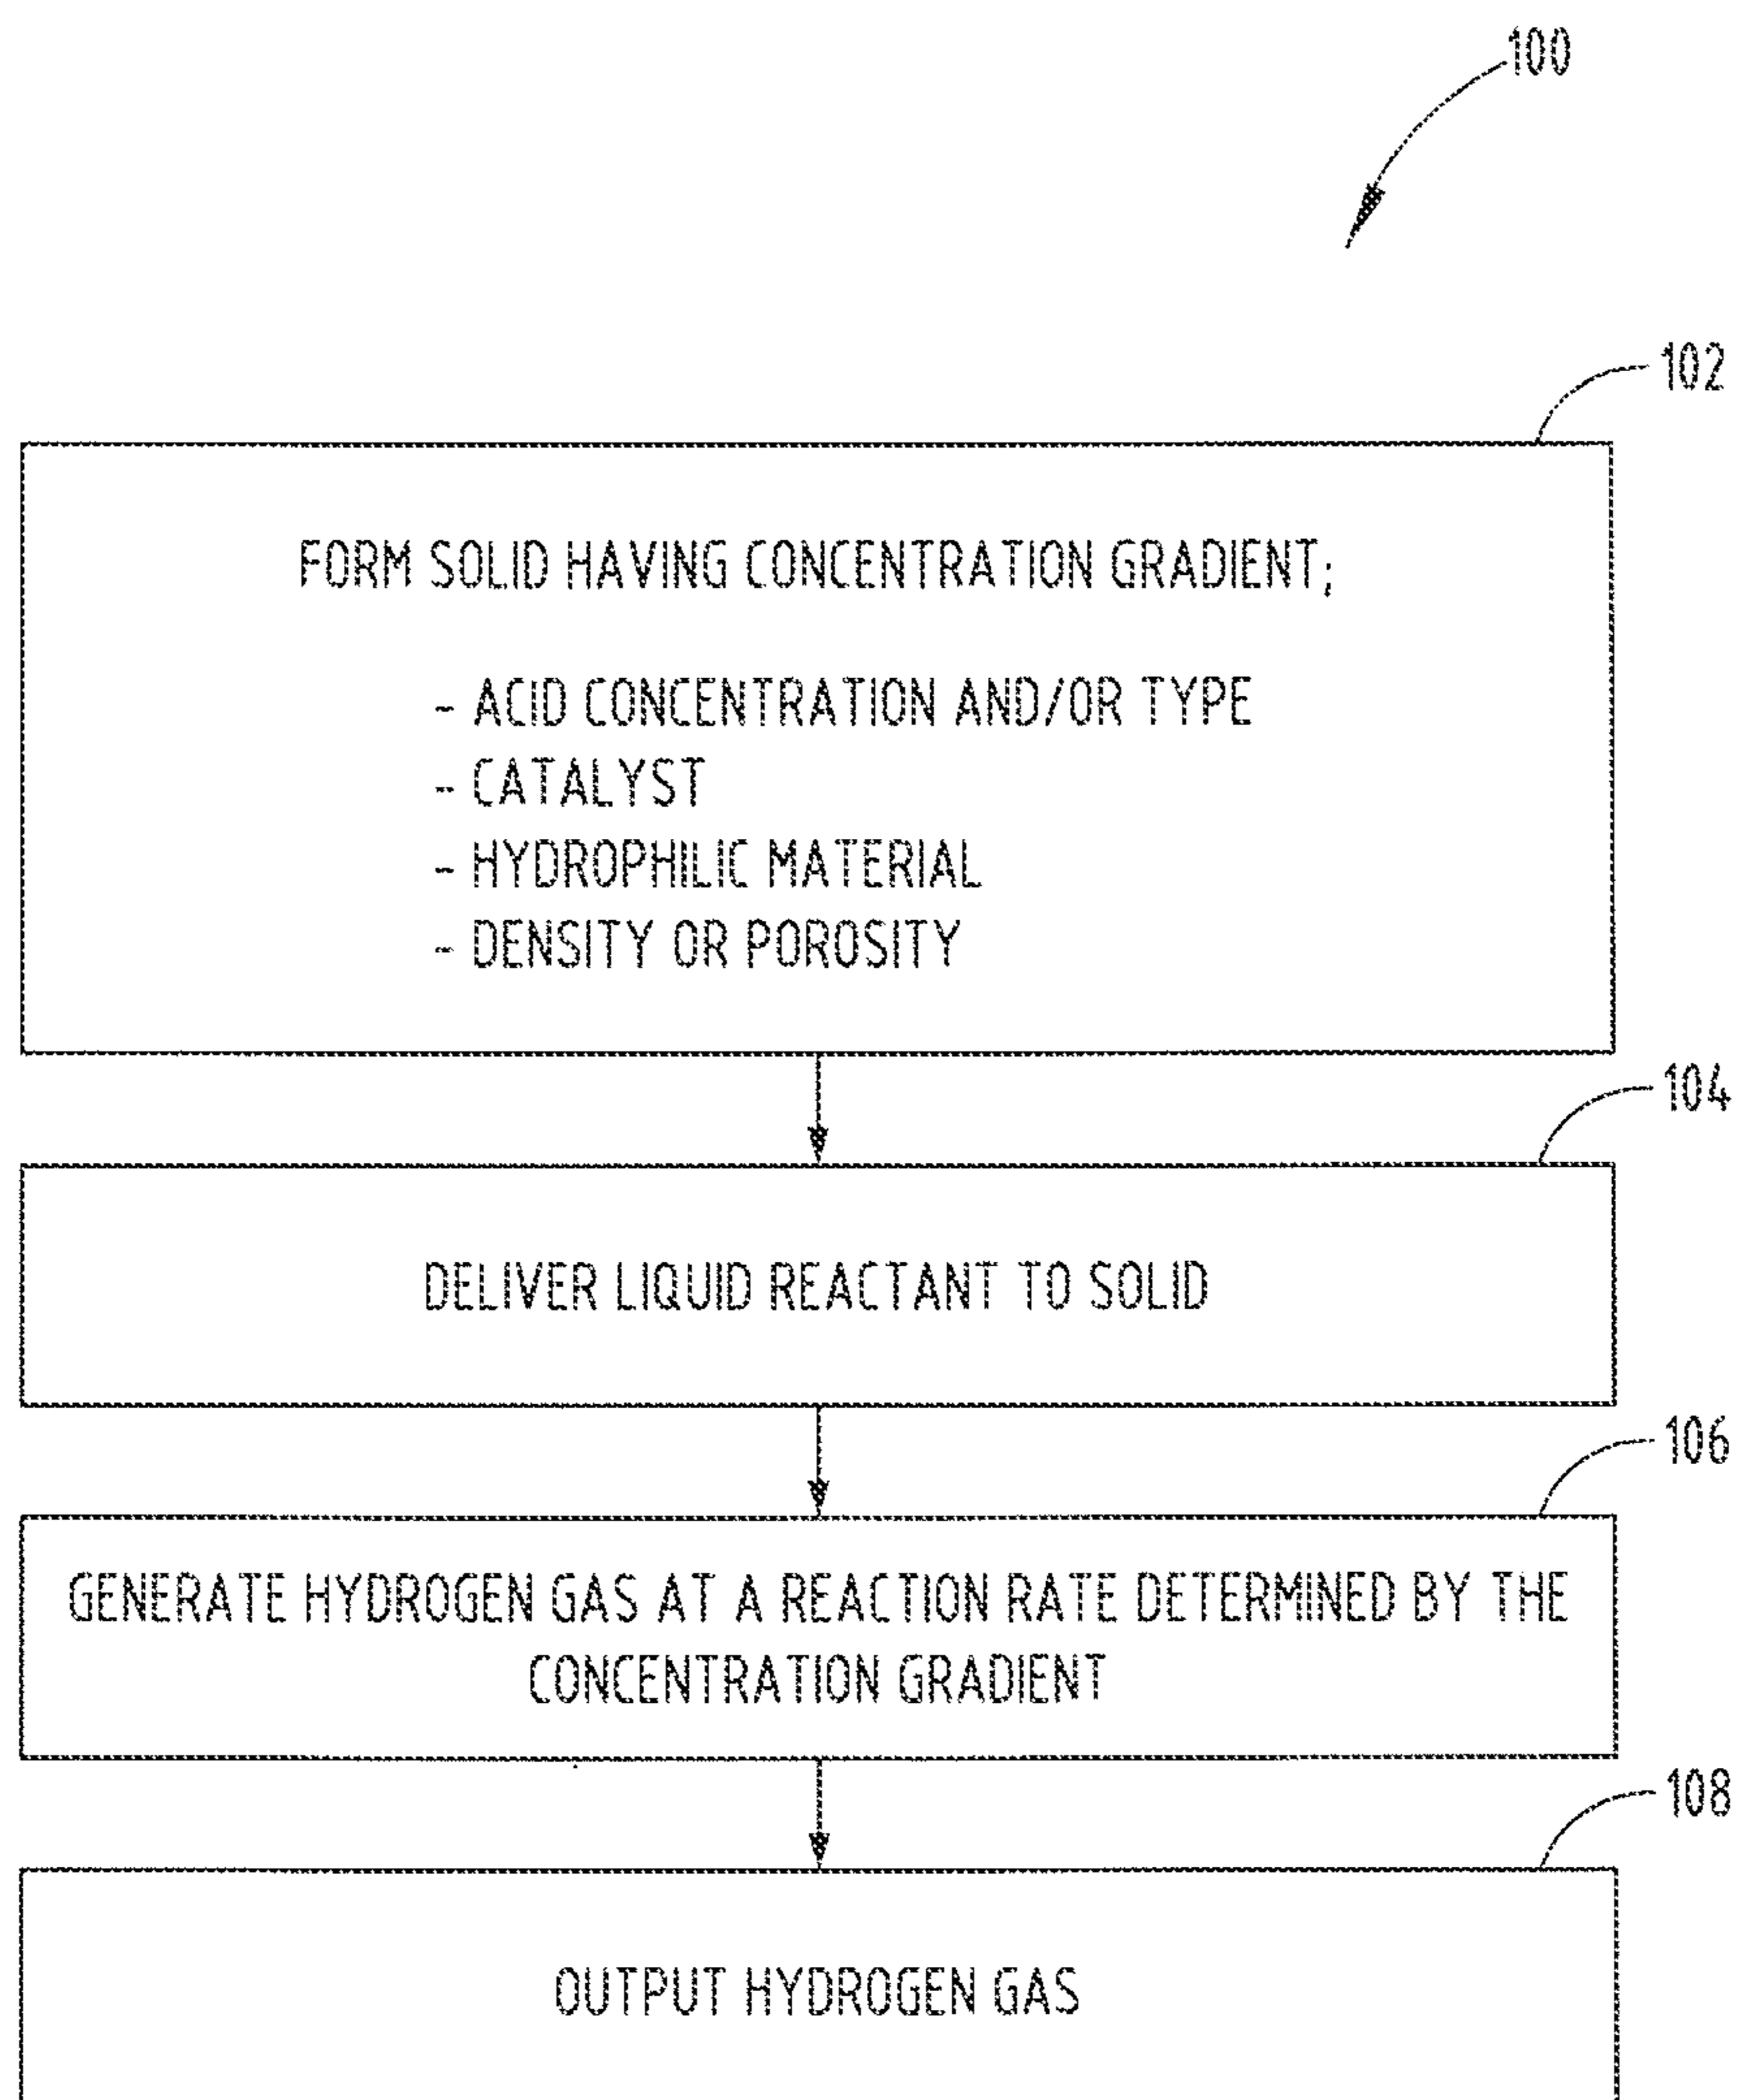 100
102
FORM SOLID HAVING CONCENTRATION GRADIENT;
- ACID CONCENTRATION AND/OR TYPE
- CATALYST
- HYDROPHILIC MATERIAL
- DENSITY OR POROSITY
104
DELIVER LIQUID REACTANT TO SOLID
106
GENERATE HYDROGEN GAS AT A REACTION RATE DETERMINED BY THE
CONCENTRATION GRADIENT
108
OUTPUT HYDROGEN GAS